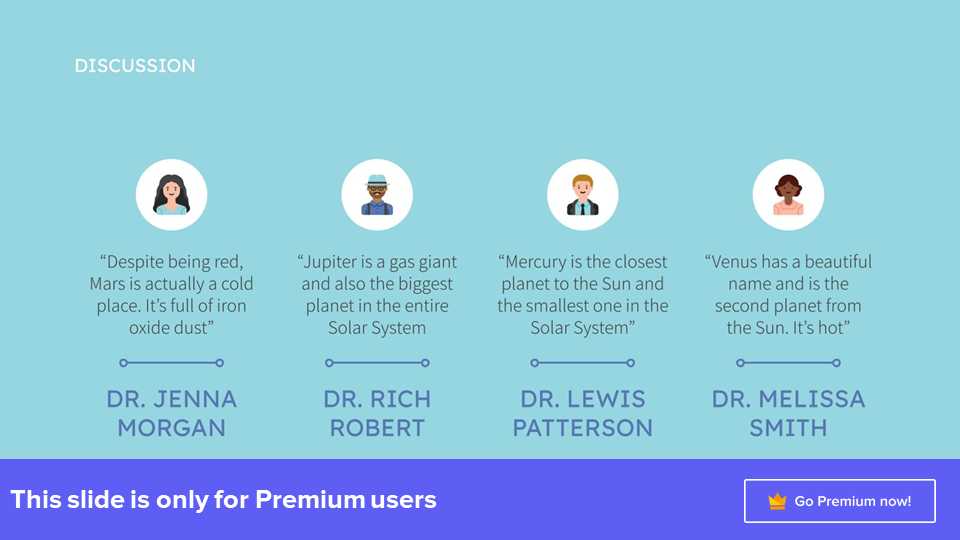 DISCUSSION
“Despite being red,
Mars is actually a cold
place. It’s full of iron
oxide dust”
DR. JENNA
MORGAN
“Jupiter is a gas giant
and also the biggest
planet in the entire
Solar System
DR. RICH
ROBERT
“Mercury is the closest
planet to the Sun and
the smallest one in the
Solar System”
DR. LEWIS
PATTERSON
“Venus has a beautiful
name and is the
second planet from
the Sun. It’s hot”
DR. MELISSA
SMITH
This slide is only for Premium users
Go Premium now!